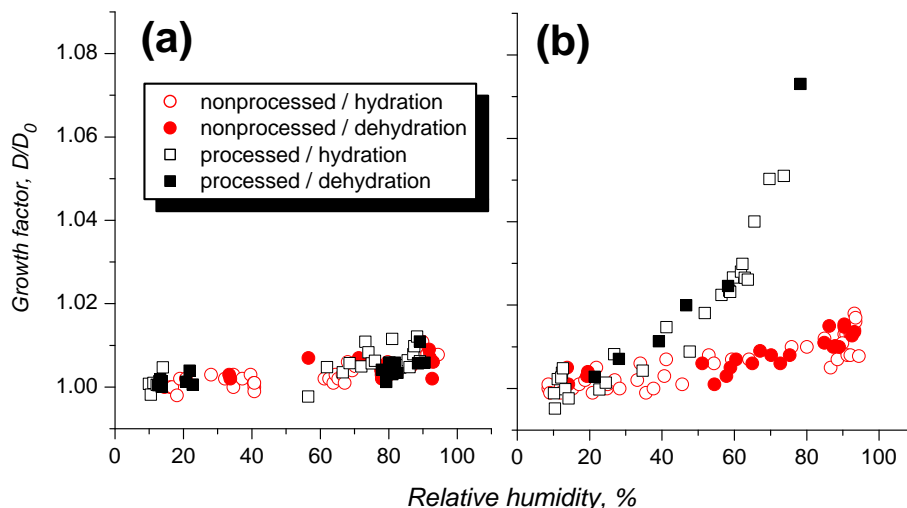 (a)
(b)
nonprocessed / hydration
nonprocessed / dehydration
processed / hydration
processed / dehydration
Growth factor, D/D0
1.08
1.06
1.04
1.02
1.00
0 20 40 60 80 100
0 20 40 60 80 100
Relative humidity, %